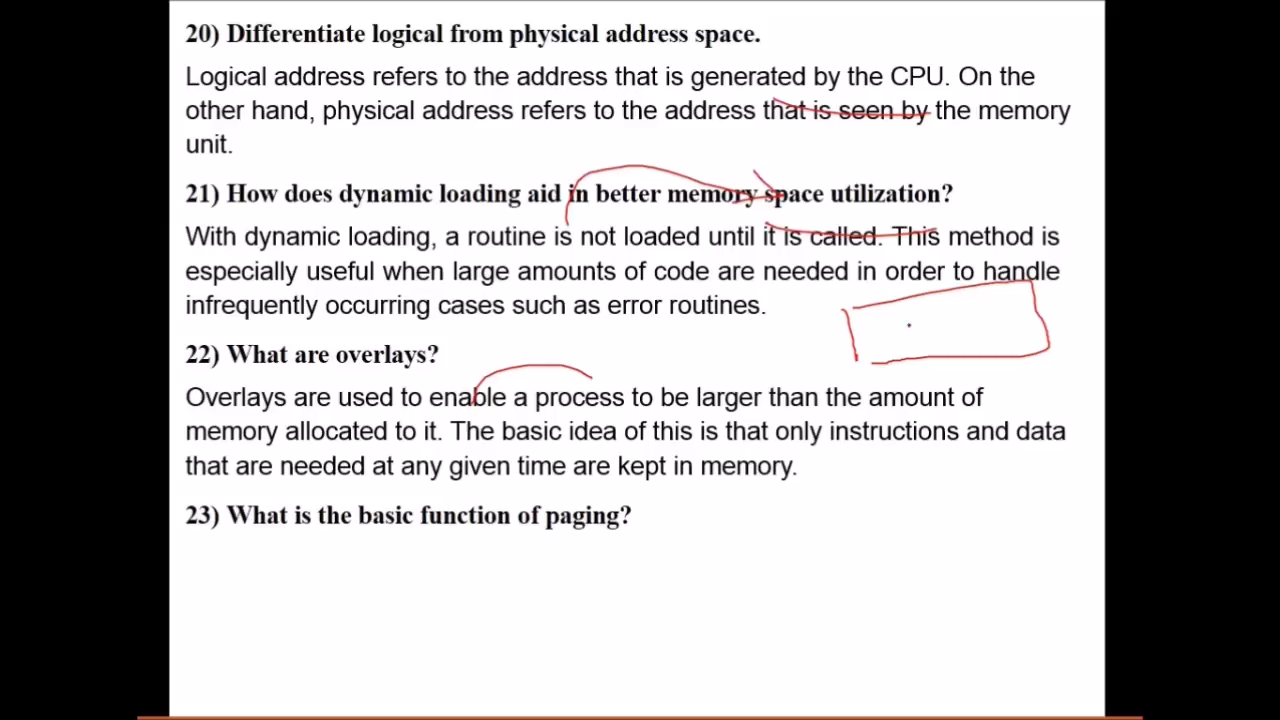 20) Differentiate logical from physical address space.
Logical address refers to the address that is generated by the CPU. On the
other hand, physical address refers to the address that is seen by the memory
unit.
21) How does dynamic loading aid in better memory space utilization?
With dynamic loading, a routine is not loaded until it is called. This method is
especially useful when large amounts of code are needed in order to handle
infrequently occurring cases such as error routines.
22) What are overlays?
Overlays are used to enable a process to be larger than the amount of
memory allocated to it. The basic idea of this is that only instructions and data
that are needed at any given time are kept in memory.
23) What is the basic function of paging?